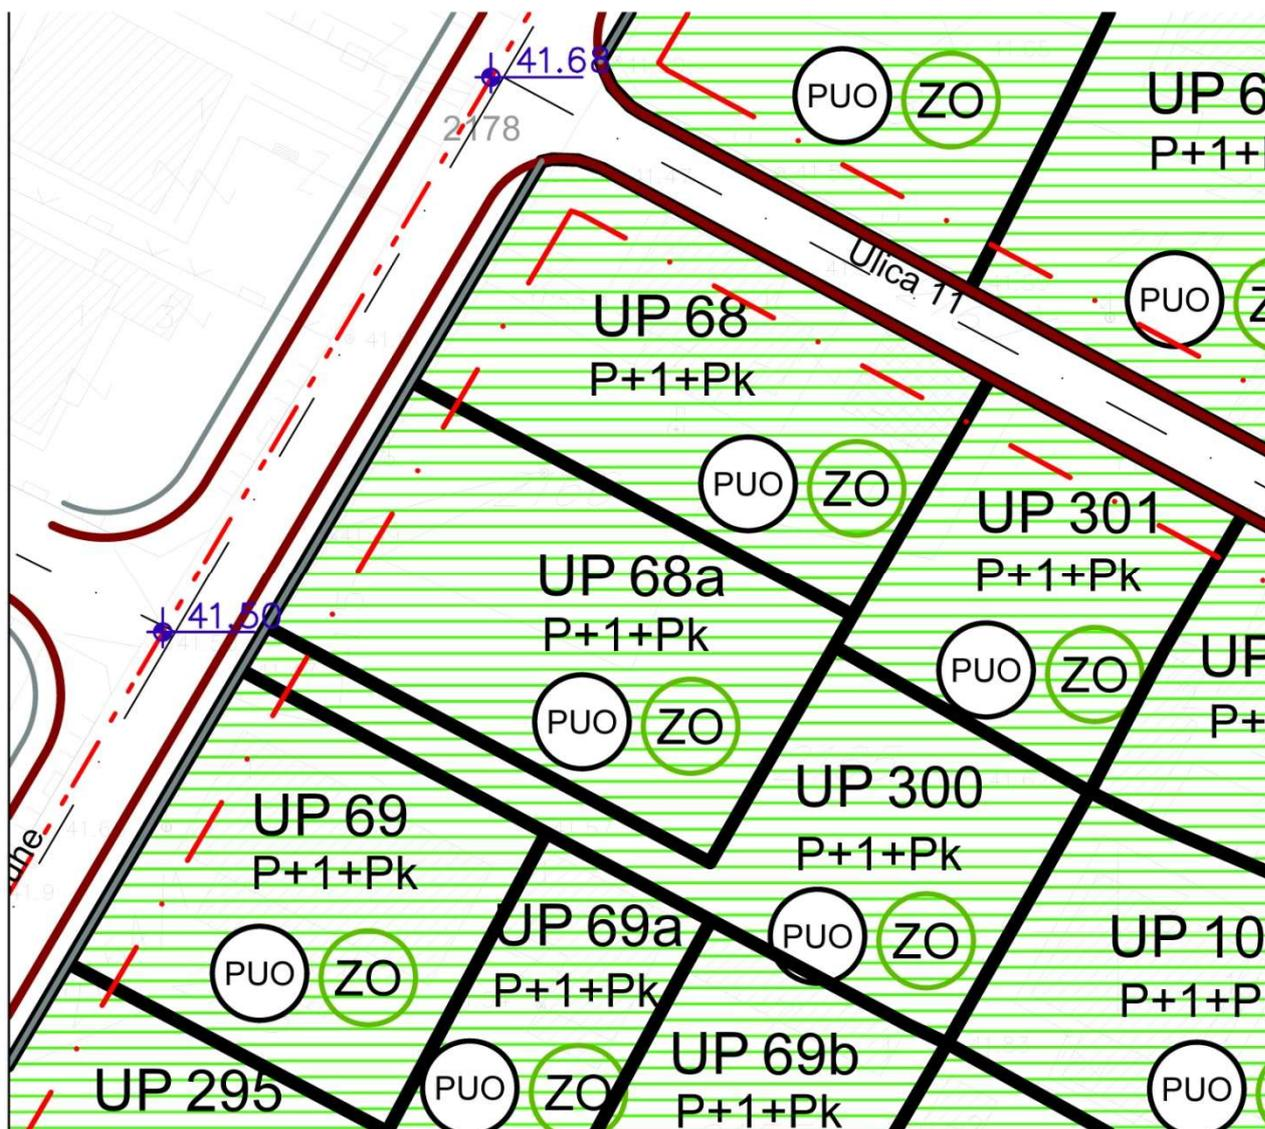 41.68
2178
PUO ZO
UP 6
P+1+
PUO
Ulica 11
UP 68
P+1+Pk
PUO ZO
UP 301
P+1+Pk
PUO ZO
UP
P+
UP 68a
P+1+Pk
PUO ZO
41.50
UP 300
P+1+Pk
PUO ZO
UP 69
P+1+Pk
PUO ZO
UP 69a
P+1+Pk
PUO ZO
UP 69b
P+1+Pk
UP 10
P+1+P
PUO
UP 295